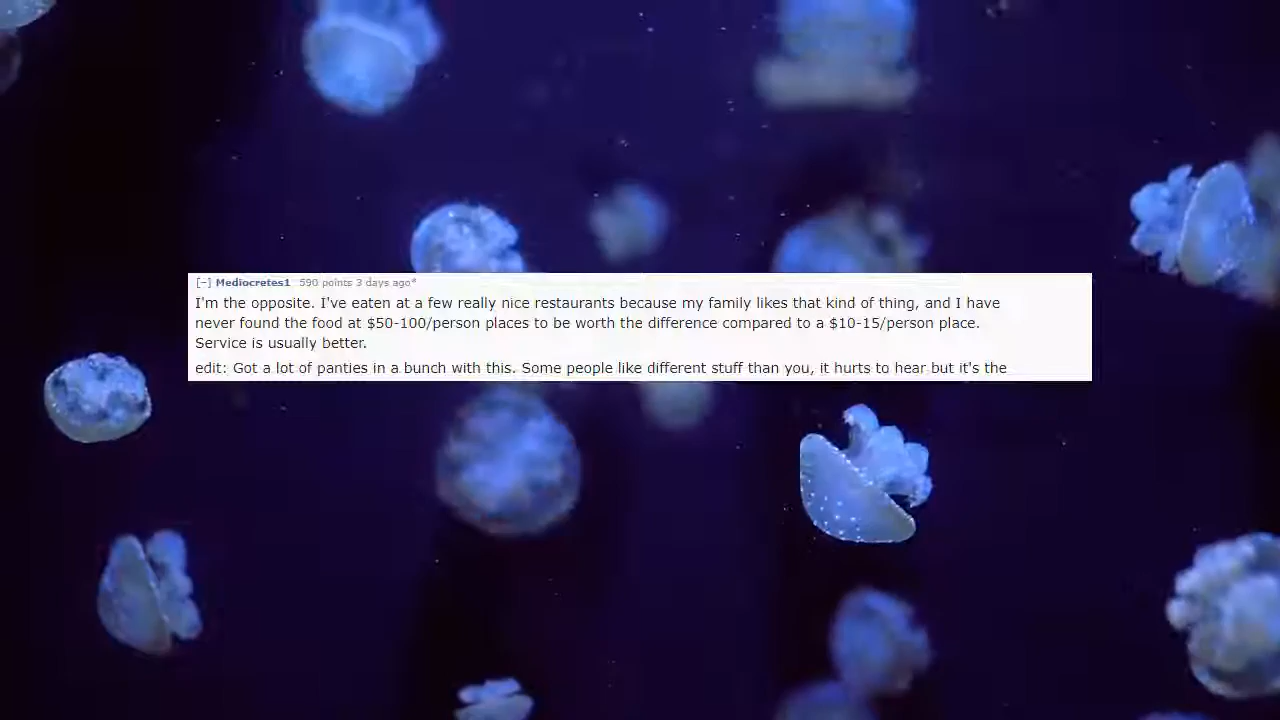 [–] Mediocretes1 590 points 3 days ago*
I'm the opposite. I've eaten at a few really nice restaurants because my family likes that kind of thing, and I have
never found the food at $50-100/person places to be worth the difference compared to a $10-15/person place.
Service is usually better.
edit: Got a lot of panties in a bunch with this. Some people like different stuff than you, it hurts to hear but it's the